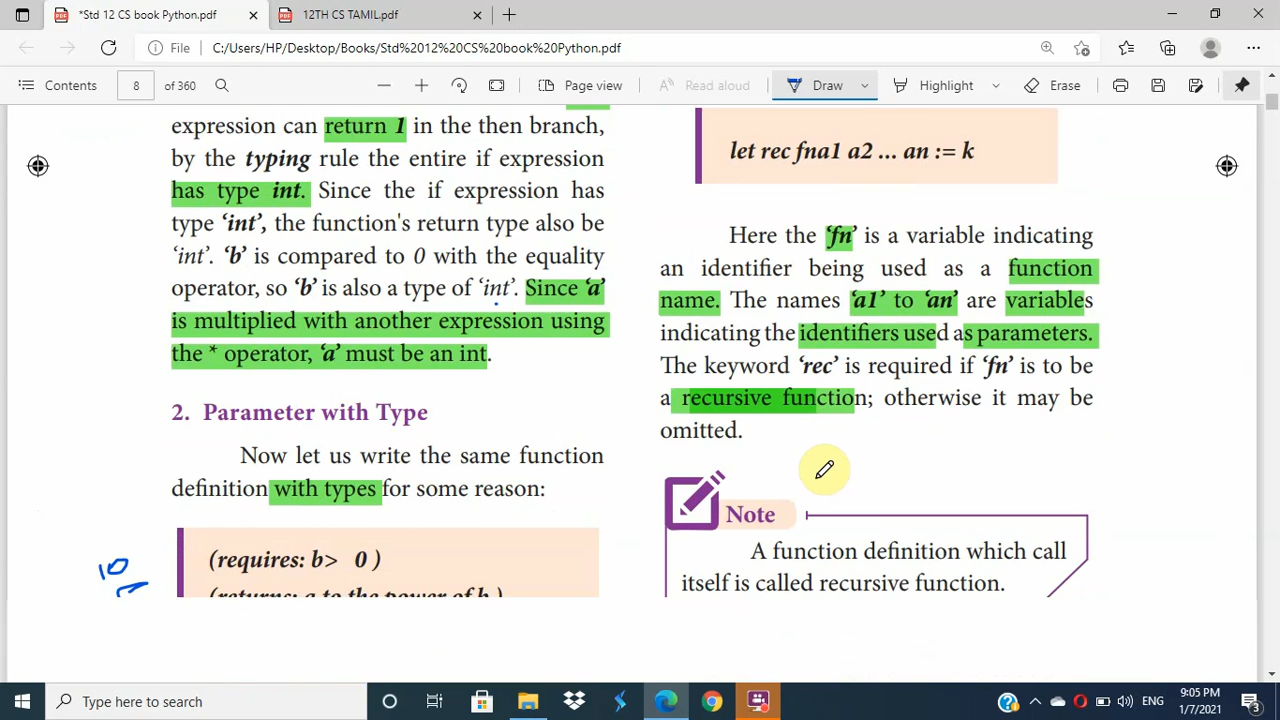 *Std 12 CS book Python.pdf
12TH CS TAMIL.pdf
File
C:/Users/HP/Desktop/Books/Std%2012%20CS%20book%20Python.pdf
Contents
8
of 360
Page view
Read aloud
Draw
Highlight
Erase
expression can return 1 in the then branch,
by the typing rule the entire if expression
has type int. Since the if expression has
type ‘int’, the function's return type also be
‘int’. ‘b’ is compared to 0 with the equality
operator, so ‘b’ is also a type of ‘int’. Since ‘a’
is multiplied with another expression using
the * operator, ‘a’ must be an int.
2. Parameter with Type
Now let us write the same function
definition with types for some reason:
(requires: b> 0 )
(returns: a to the power of b )
10
let rec fna1 a2 ... an := k
Here the ‘fn’ is a variable indicating
an identifier being used as a function
name. The names ‘a1’ to ‘an’ are variables
indicating the identifiers used as parameters.
The keyword ‘rec’ is required if ‘fn’ is to be
a recursive function; otherwise it may be
omitted.
Note
A function definition which call
itself is called recursive function.
Type here to search
ENG
9:05 PM
1/7/2021
3